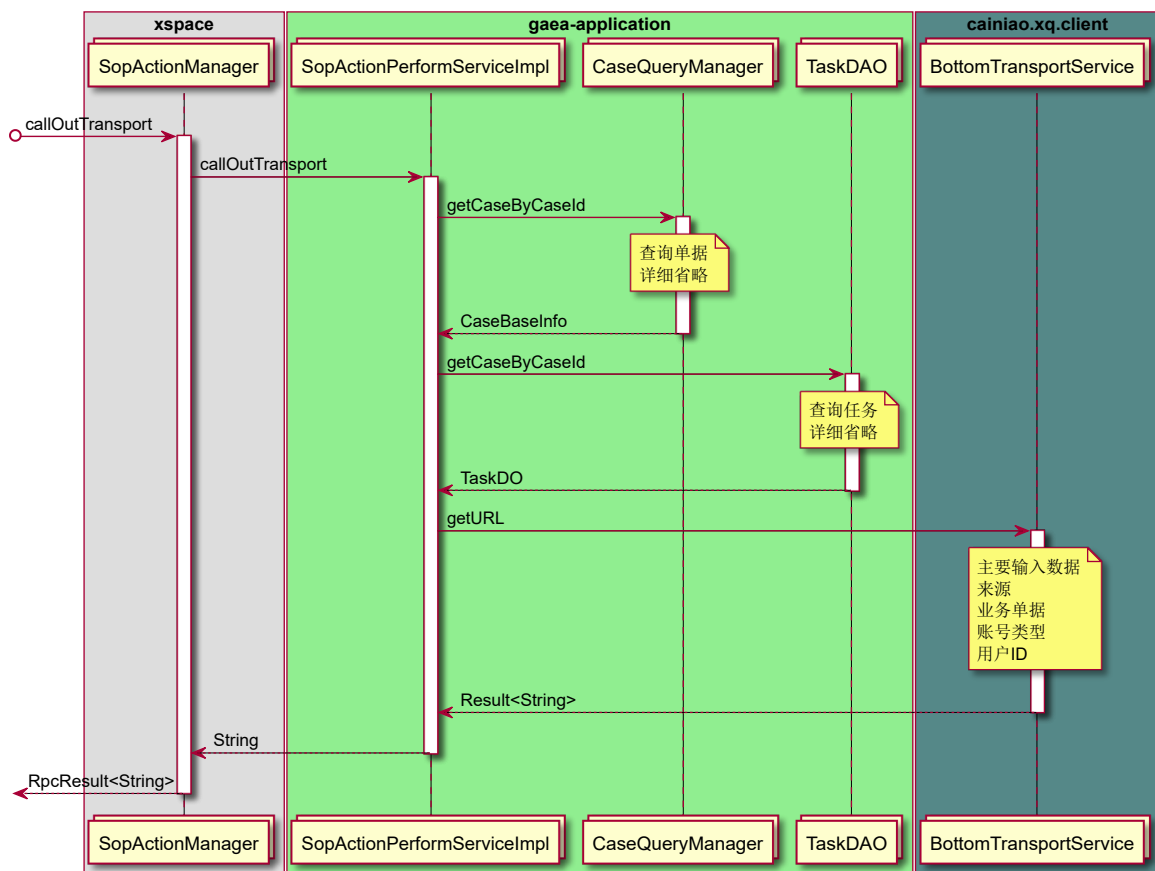 xspace
gaea-application
cainiao.xq.client
SopActionManager
SopActionPerformServiceImpl
CaseQueryManager
TaskDAO
BottomTransportService
callOutTransport
callOutTransport
getCaseByCaseId
查询单据
详细省略
CaseBaseInfo
getCaseByCaseId
查询任务
详细省略
TaskDO
getURL
主要输入数据
来源
业务单据
账号类型
用户ID
Result<String>
String
RpcResult<String>
SopActionManager
SopActionPerformServiceImpl
CaseQueryManager
TaskDAO
BottomTransportService